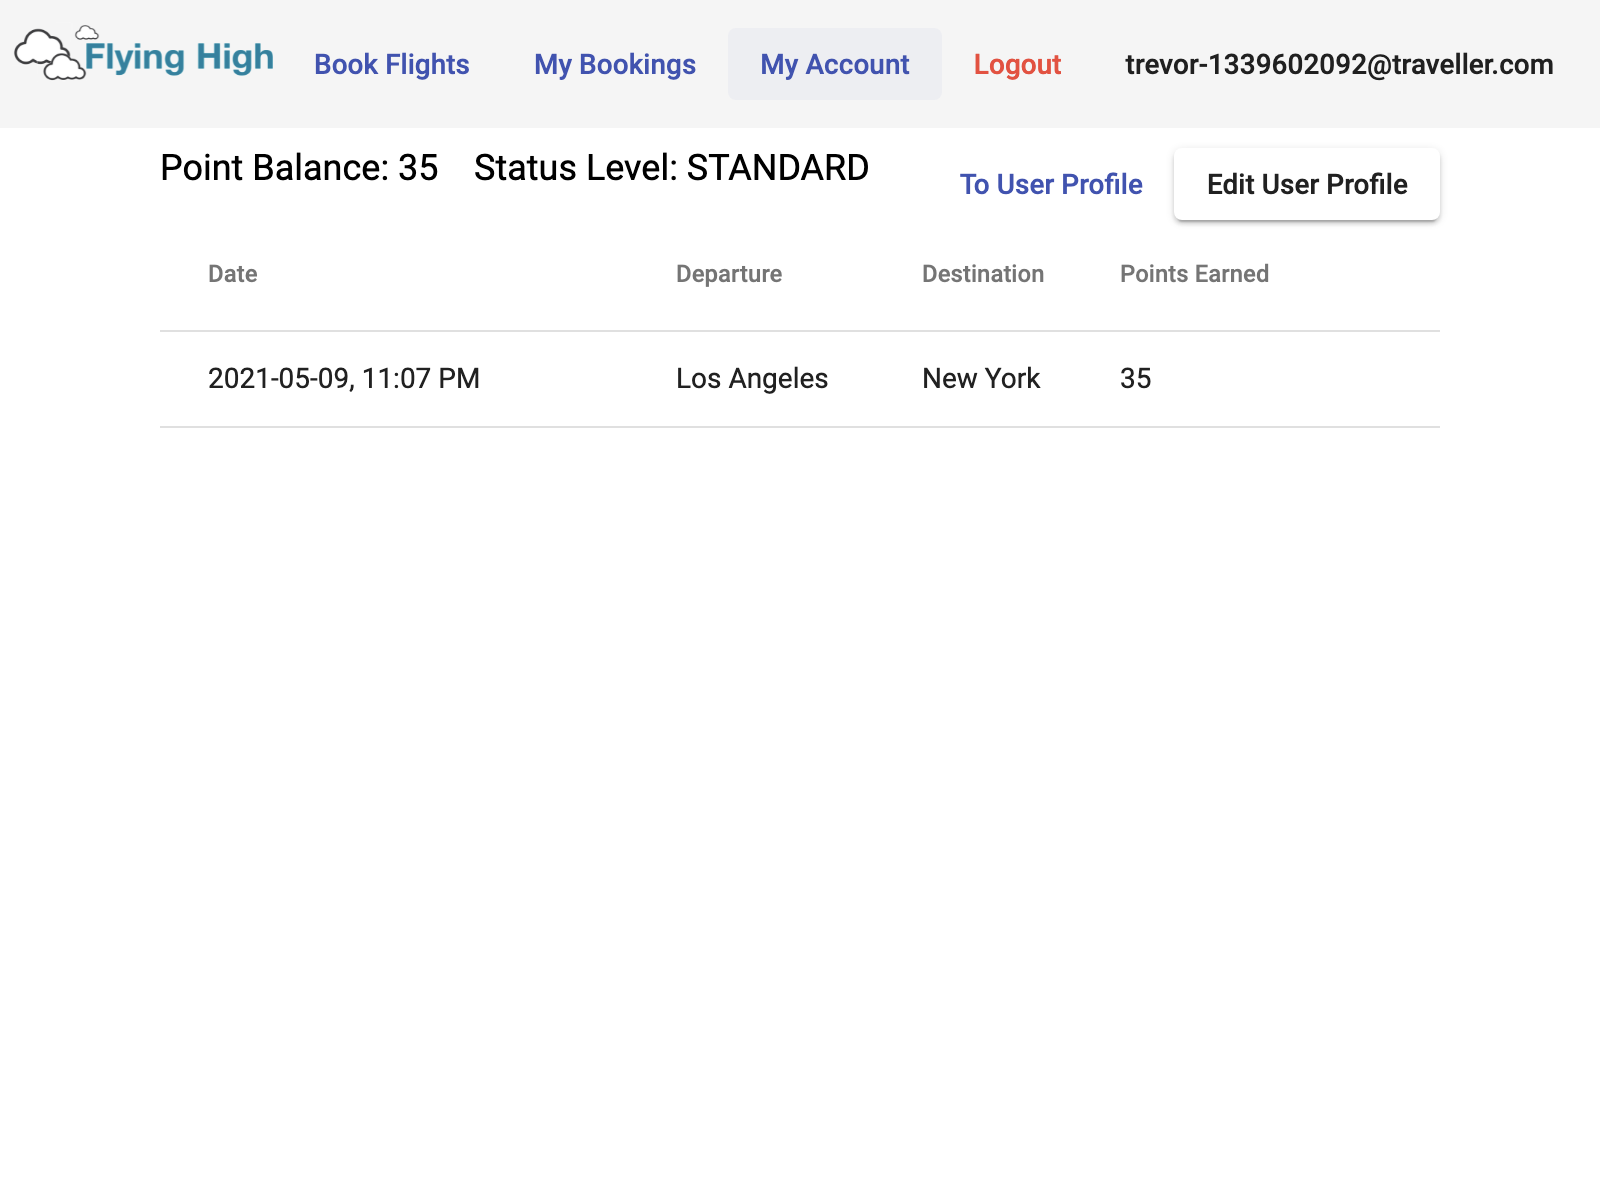 Flying High Book Flights My Bookings My Account Logout trevor-1339602092@traveller.com
Point Balance: 35 Status Level: STANDARD To User Profile Edit User Profile
Date Departure Destination Points Earned
2021-05-09, 11:07 PM Los Angeles New York 35